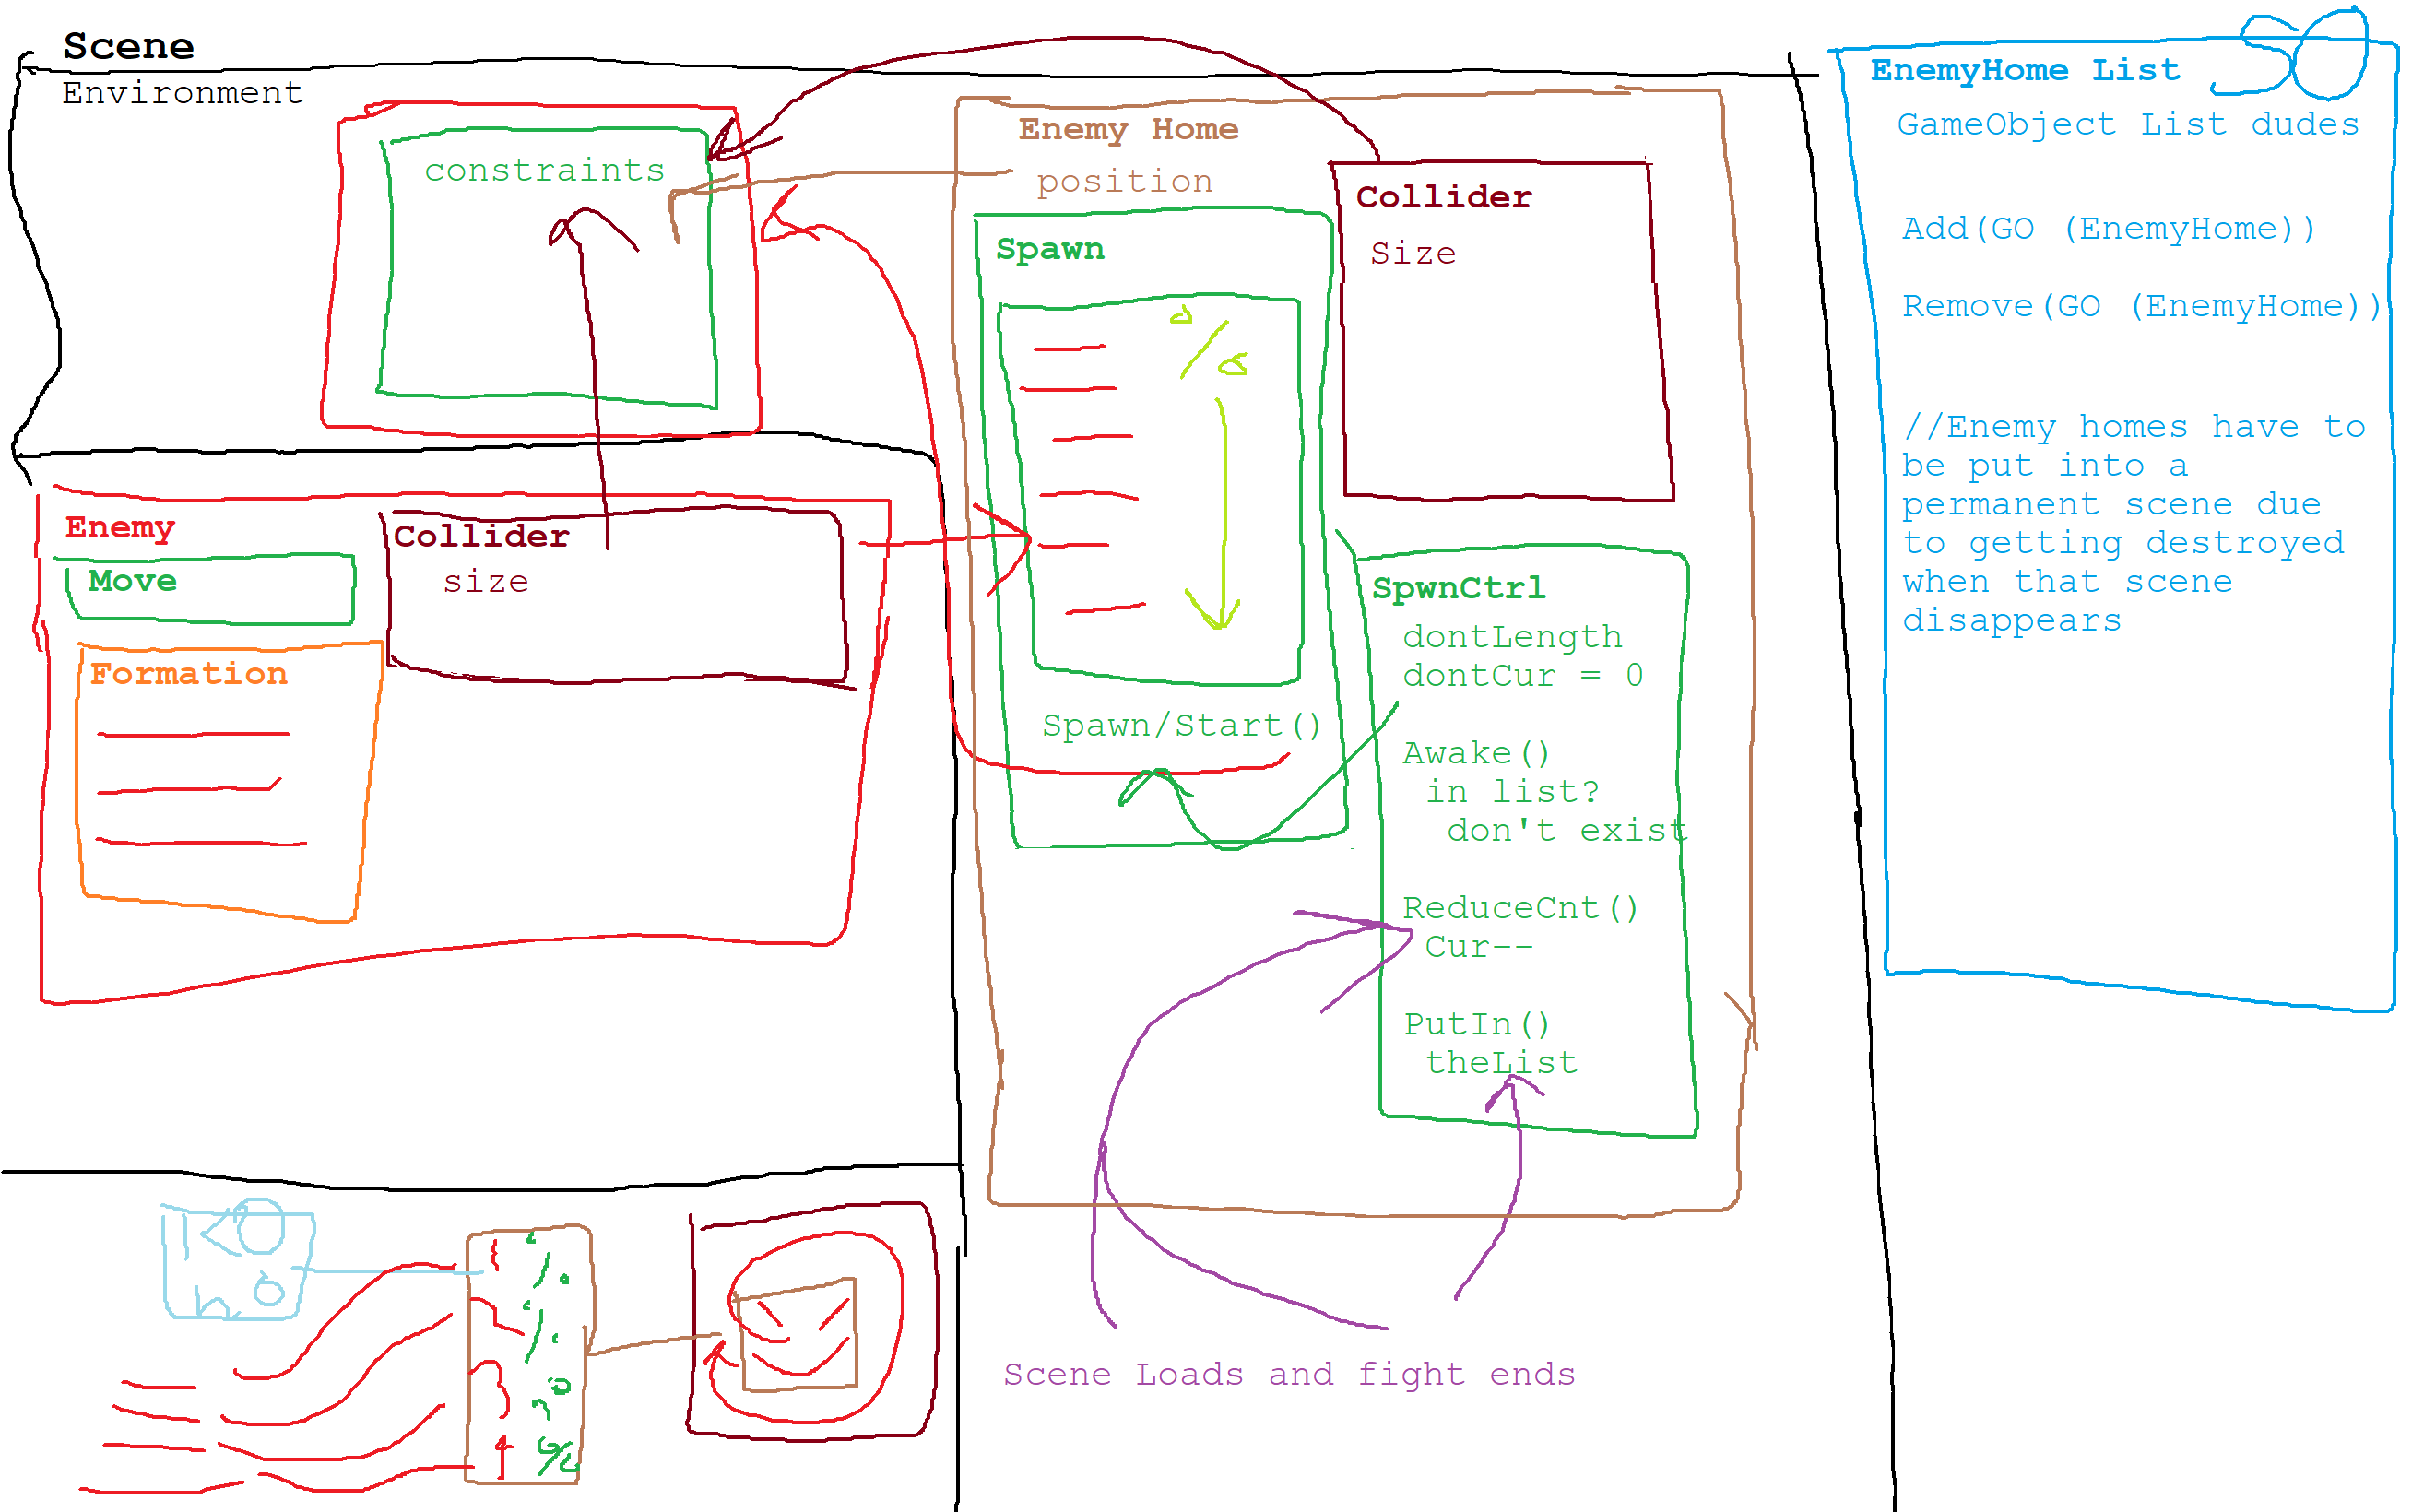 Scene
Environment
constraints
Enemy
Move
Formation
Collider
size
Enemy Home
position
Spawn
Spawn/Start()
Collider
Size
SpwnCtrl
dontLength
dontCur = 0
Awake()
in list?
don't exist
ReduceCnt()
Cur--
PutIn()
theList
Scene Loads and fight ends
EnemyHome List
SO
GameObject List dudes
Add(GO (EnemyHome))
Remove(GO (EnemyHome))
//Enemy homes have to
be put into a
permanent scene due
to getting destroyed
when that scene
disappears